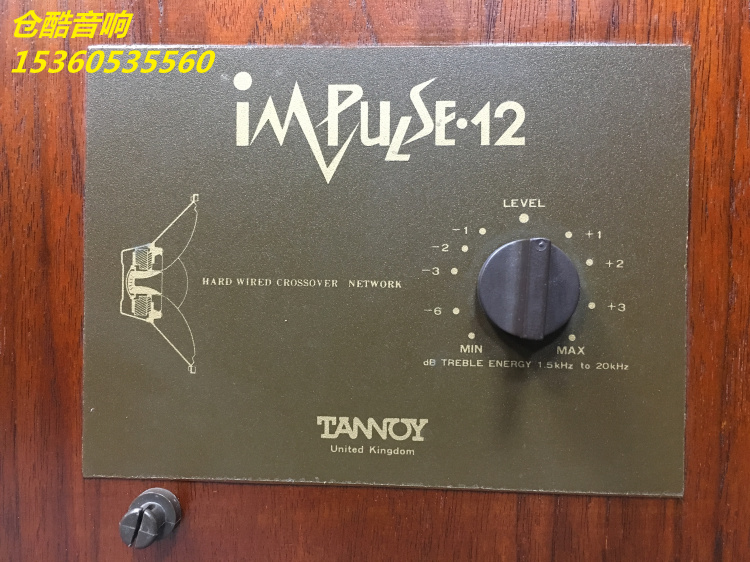 仓酷音响
15360535560
iMPULSE·12
LEVEL
-1 +1
-2 +2
-3
-6 +3
MIN MAX
dB TREBLE ENERGY 1.5kHz to 20kHz
HARD WIRED CROSSOVER NETWORK
TANNOY
United Kingdom